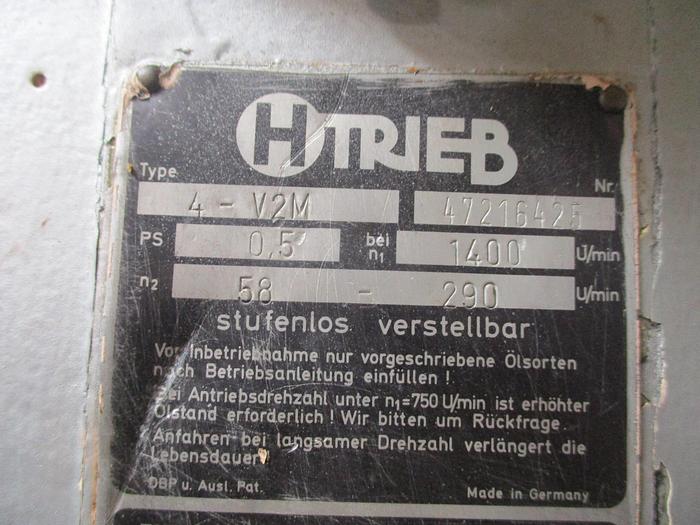 H TRIEB
Type Nr
4 - V2M 47216425
PS 0,5 bei n₁ 1400 U/min
n₂ 58 - 290 U/min
stufenlos verstellbar
Vor Inbetriebnahme nur vorgeschriebene Ölsorten
nach Betriebsanleitung einfüllen !
Bei Antriebsdrehzahl unter n₁=750 U/min ist erhöhter
Ölstand erforderlich ! Wir bitten um Rückfrage.
Anfahren bei langsamer Drehzahl verlängert die
Lebensdauer!
DBP u. Ausl. Pat. Made in Germany